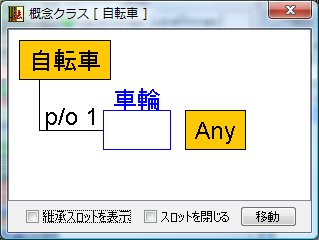 概念クラス [ 自転車 ]
自転車
車輪
p/o 1
Any
継承スロットを表示
スロットを閉じる
移動